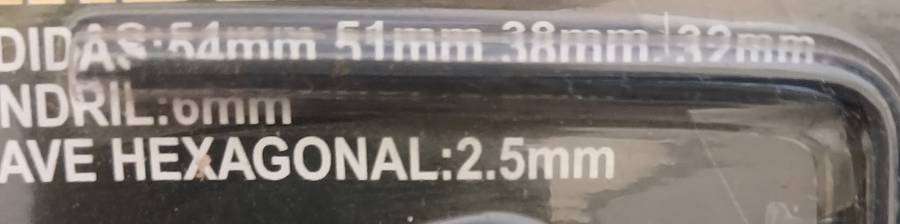 DIDAS:54mm 51mm 38mm 32mm
NDRIL:6mm
AVE HEXAGONAL:2.5mm